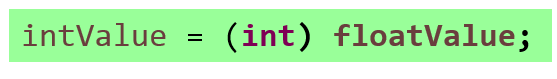 intValue = (int) floatValue;